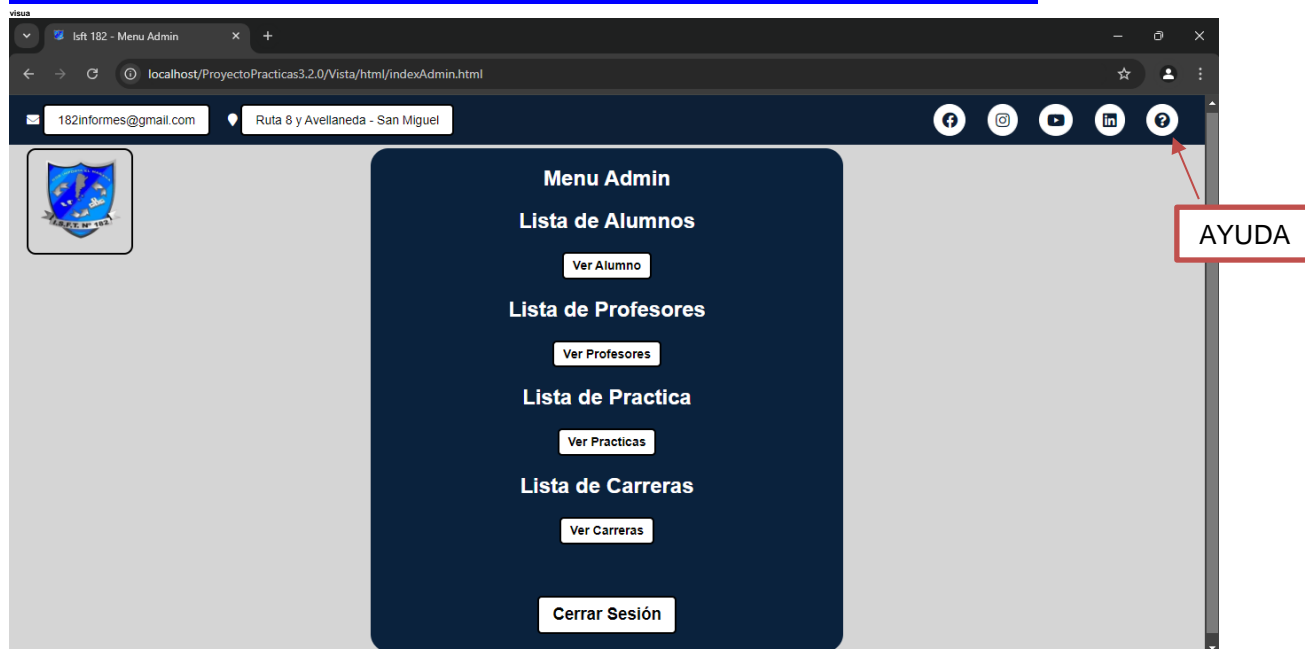 visua
Isft 182 - Menu Admin
localhost/ProyectoPracticas3.2.0/Vista/html/indexAdmin.html
182informes@gmail.com Ruta 8 y Avellaneda - San Miguel
Menu Admin
Lista de Alumnos
AYUDA
Ver Alumno
Lista de Profesores
Ver Profesores
Lista de Practica
Ver Practicas
Lista de Carreras
Ver Carreras
Cerrar Sesión
I.S.F.T. Nº 182